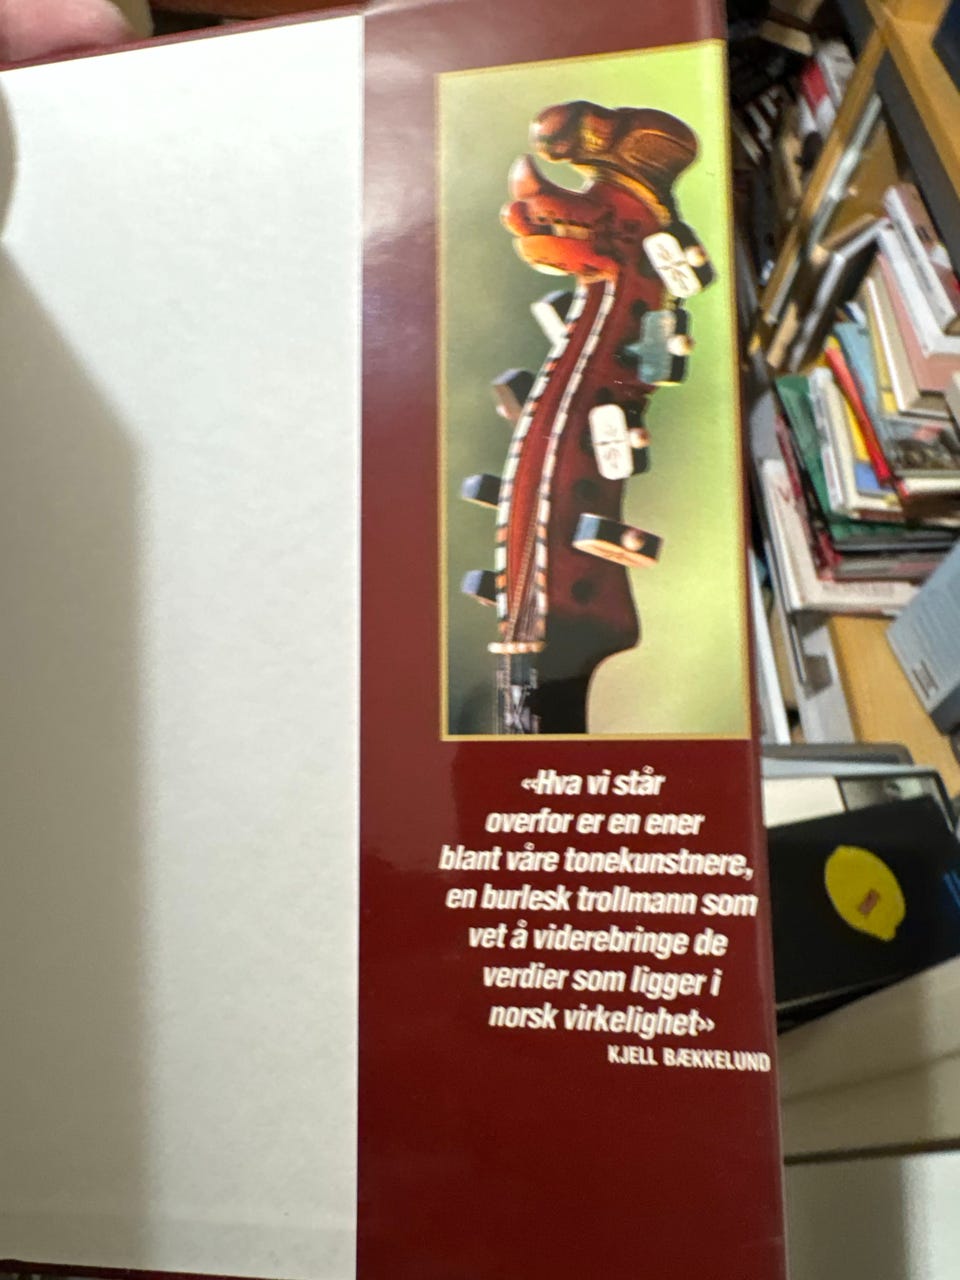 «Hva vi står
overfor er en ener
blant våre tonekunstnere,
en burlesk trollmann som
vet å viderebringe de
verdier som ligger i
norsk virkelighet»
KJELL BÆKKELUND